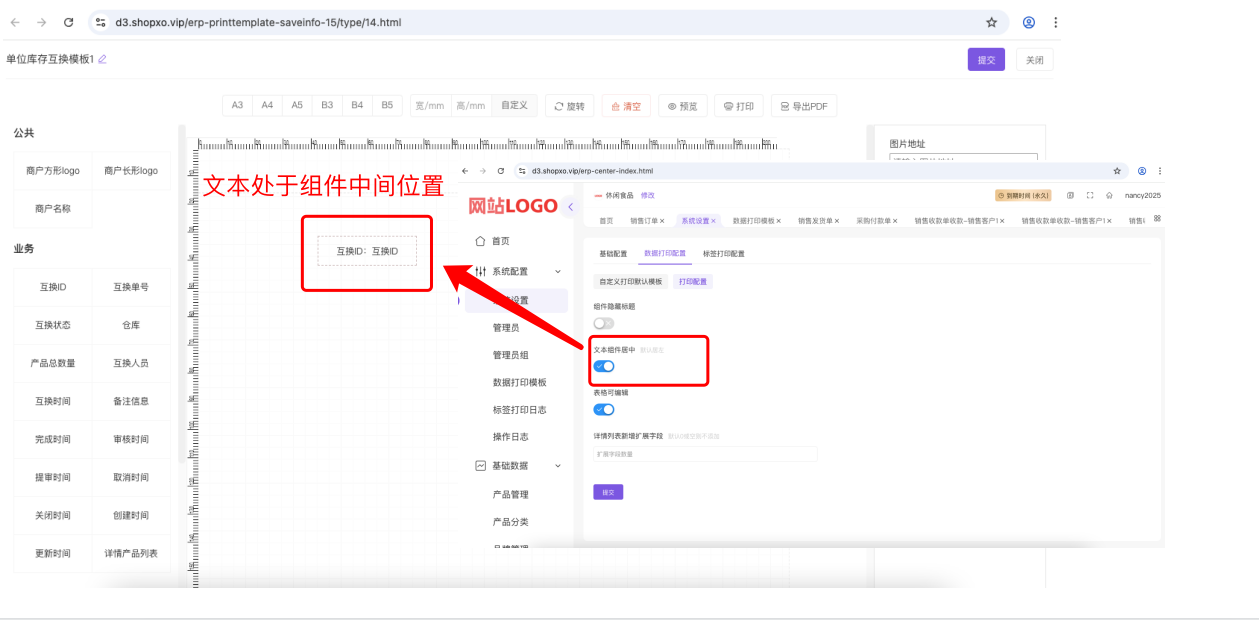 d3.shopxo.vip/erp-printtemplate-saveinfo-15/type/14.html
单位库存互换模板1
提交
关闭
A3
A4
A5
B3
B4
B5
宽/mm
高/mm
自定义
旋转
清空
预览
打印
导出PDF
公共
商户方形logo
商户长形logo
商户名称
业务
互换ID
互换单号
互换状态
仓库
产品总数量
互换人员
互换时间
备注信息
完成时间
审核时间
提审时间
取消时间
关闭时间
创建时间
更新时间
详情产品列表
文本处于组件中间位置
互换ID：互换ID
图片地址
d3.shopxo.vip/erp-center-index.html
网站LOGO
休闲食品
修改
到期时间 (永久)
nancy2025
首页
销售订单
系统设置
数据打印模板
销售发货单
采购付款单
销售收款单收款-销售客户1
销售收款单收款-销售客户1
首页
系统配置
设置
管理员
管理员组
数据打印模板
标签打印日志
操作日志
基础数据
产品管理
产品分类
基础配置
数据打印配置
标签打印配置
自定义打印默认模板
打印配置
组件隐藏标题
文本组件居中 默认居左
表格可编辑
详情列表新增扩展字段
扩展字段数量
提交